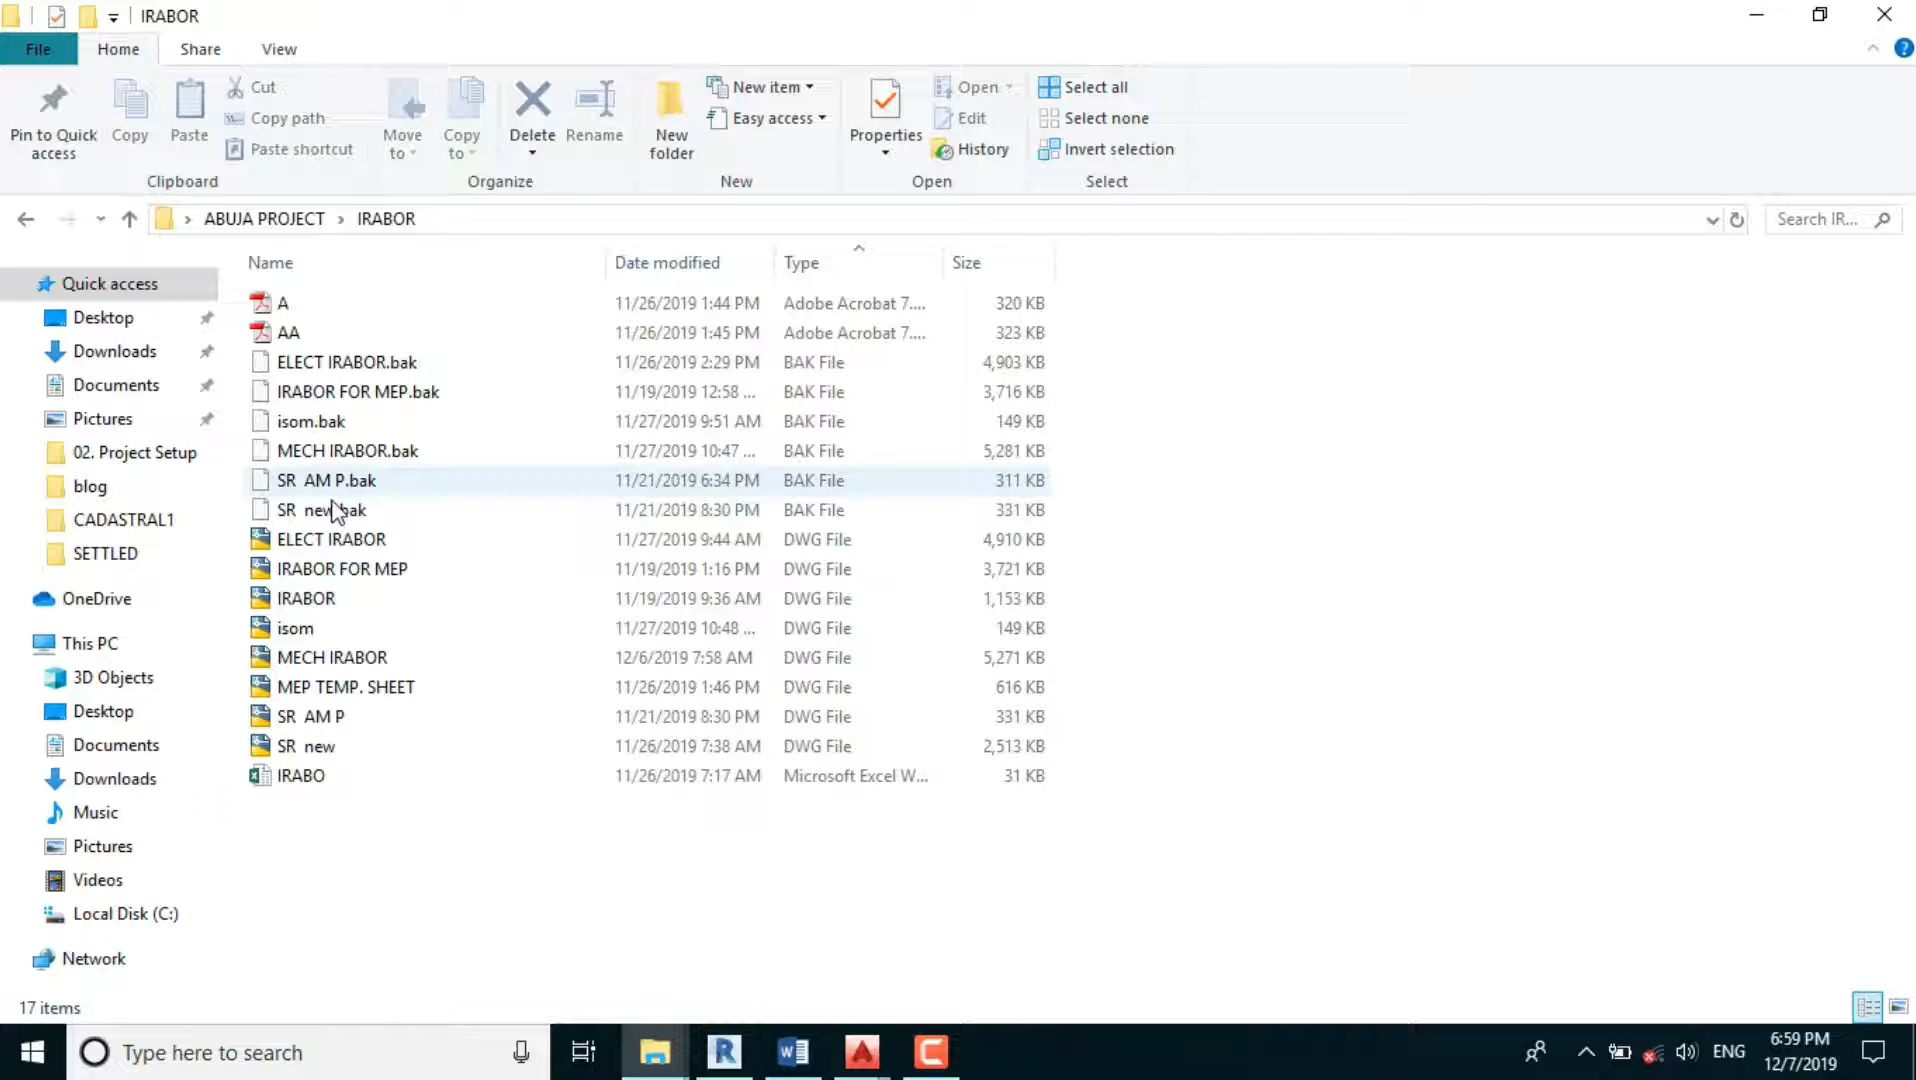 IRABOR
File Home Share View
Pin to Quick access
Copy
Paste
Cut
Copy path
Paste shortcut
Clipboard
Move to
Copy to
Delete
Rename
Organize
New folder
New item
Easy access
New
Properties
Open
Edit
History
Open
Select all
Select none
Invert selection
Select
ABUJA PROJECT IRABOR
Search IR...
Name Date modified Type Size
A 11/26/2019 1:44 PM Adobe Acrobat 7.... 320 KB
AA 11/26/2019 1:45 PM Adobe Acrobat 7.... 323 KB
ELECT IRABOR.bak 11/26/2019 2:29 PM BAK File 4,903 KB
IRABOR FOR MEP.bak 11/19/2019 12:58 ... BAK File 3,716 KB
isom.bak 11/27/2019 9:51 AM BAK File 149 KB
MECH IRABOR.bak 11/27/2019 10:47 ... BAK File 5,281 KB
SR AM P.bak 11/21/2019 6:34 PM BAK File 311 KB
SR new.bak 11/21/2019 8:30 PM BAK File 331 KB
ELECT IRABOR 11/27/2019 9:44 AM DWG File 4,910 KB
IRABOR FOR MEP 11/19/2019 1:16 PM DWG File 3,721 KB
IRABOR 11/19/2019 9:36 AM DWG File 1,153 KB
isom 11/27/2019 10:48 ... DWG File 149 KB
MECH IRABOR 12/6/2019 7:58 AM DWG File 5,271 KB
MEP TEMP. SHEET 11/26/2019 1:46 PM DWG File 616 KB
SR AM P 11/21/2019 8:30 PM DWG File 331 KB
SR new 11/26/2019 7:38 AM DWG File 2,513 KB
IRABO 11/26/2019 7:17 AM Microsoft Excel W... 31 KB
Quick access
Desktop
Downloads
Documents
Pictures
02. Project Setup
blog
CADASTRAL1
SETTLED
OneDrive
This PC
3D Objects
Desktop
Documents
Downloads
Music
Pictures
Videos
Local Disk (C:)
Network
17 items
Type here to search
ENG
6:59 PM
12/7/2019